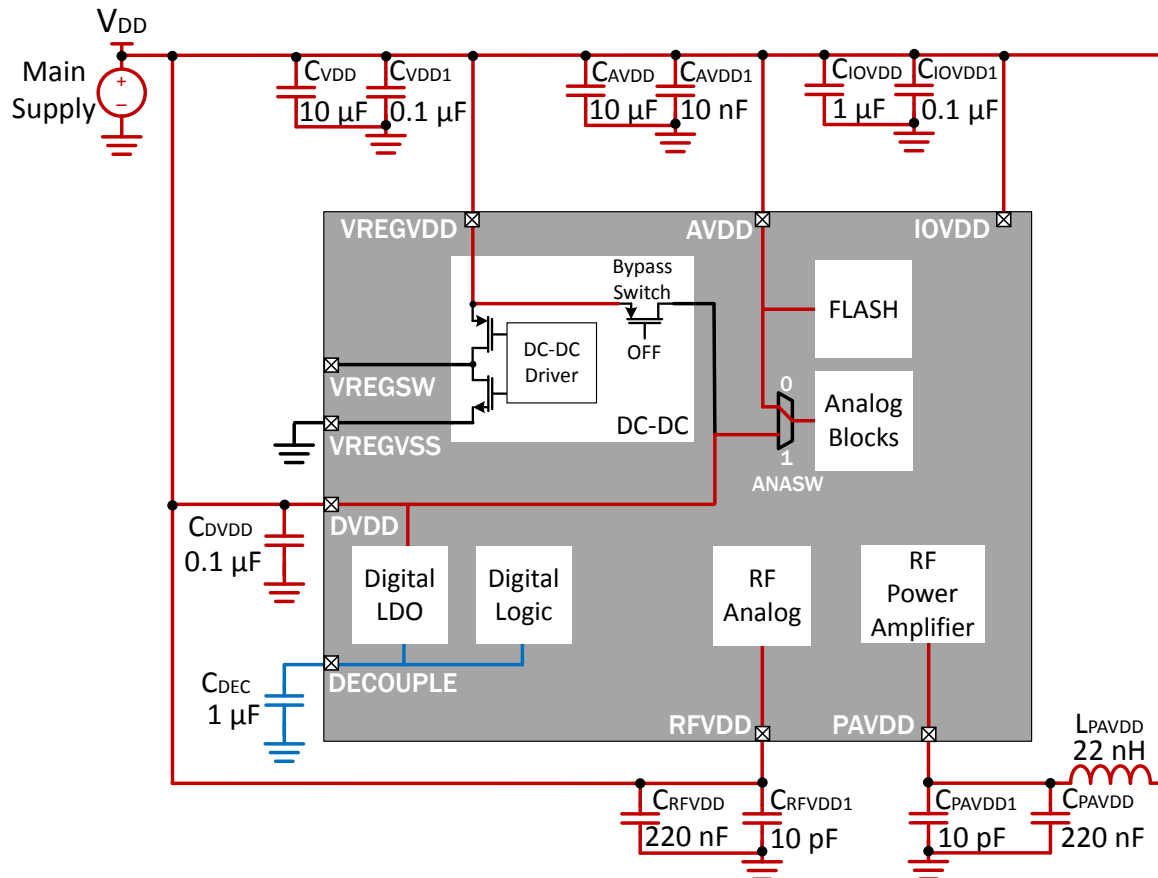 VDD
Main
Supply
+
−
CVDD
10 µF
CVDD1
0.1 µF
CAVDD
10 µF
CAVDD1
10 nF
CIOVDD
1 µF
CIOVDD1
0.1 µF
VREGVDD
AVDD
IOVDD
Bypass
Switch
OFF
DC-DC
Driver
DC-DC
VREGSW
VREGVSS
FLASH
0
Analog
Blocks
1
ANASW
CDVDD
0.1 µF
DVDD
Digital
LDO
Digital
Logic
RF
Analog
RF
Power
Amplifier
DECOUPLE
CDEC
1 µF
RFVDD
PAVDD
LPAVDD
22 nH
CRFVDD
220 nF
CRFVDD1
10 pF
CPAVDD1
10 pF
CPAVDD
220 nF